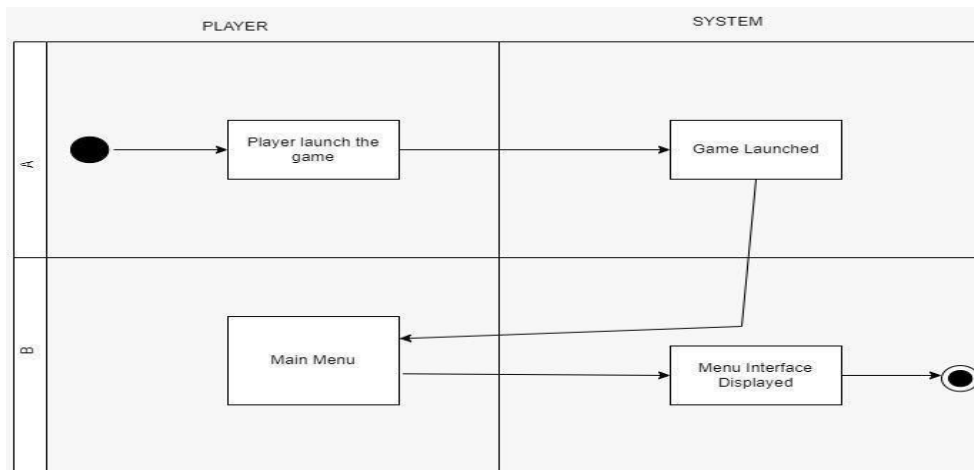 PLAYER
SYSTEM
A
Player launch the
game
Game Launched
B
Main Menu
Menu Interface
Displayed